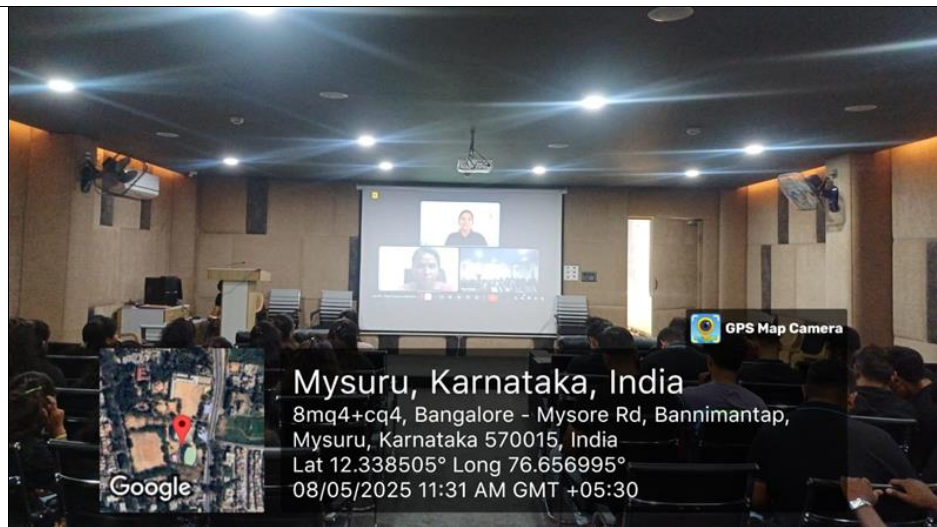 GPS Map Camera
Mysuru, Karnataka, India
8mq4+cq4, Bangalore - Mysore Rd, Bannimantap,
Mysuru, Karnataka 570015, India
Lat 12.338505° Long 76.656995°
08/05/2025 11:31 AM GMT +05:30
Google